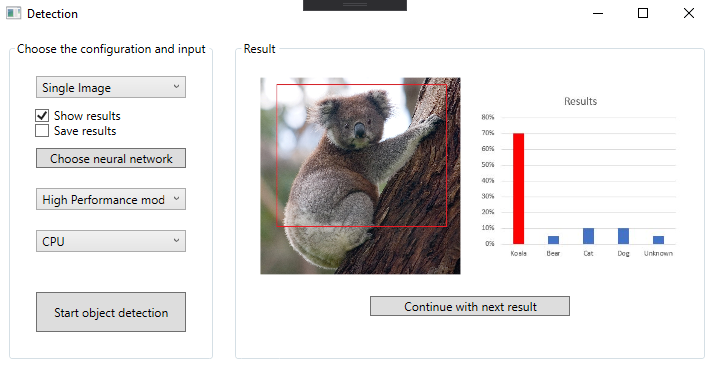 Detection
Choose the configuration and input
Single Image
Show results
Save results
Choose neural network
High Performance mod
CPU
Start object detection
Result
Results
80%
70%
60%
50%
40%
30%
20%
10%
0%
Koala Bear Cat Dog Unknown
Continue with next result